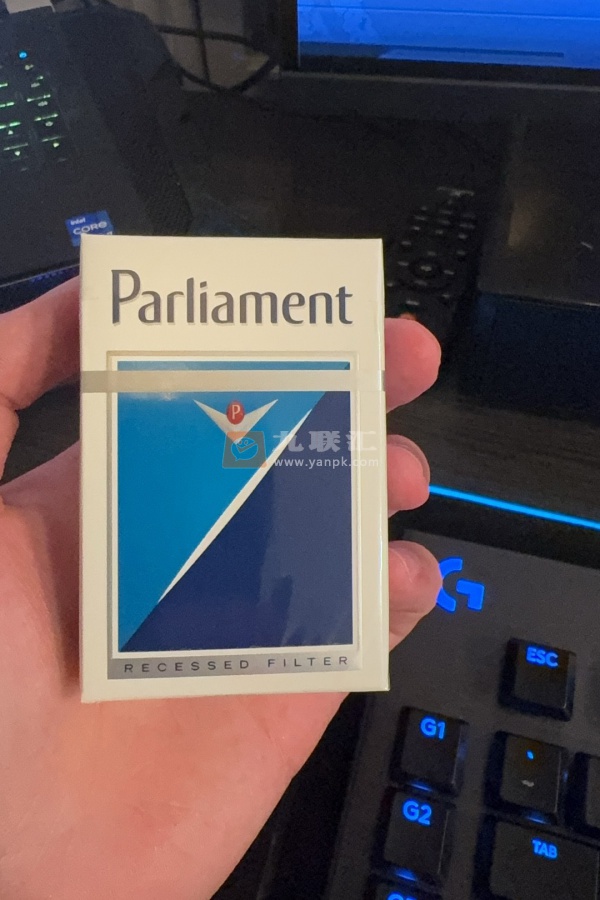 intel
CORE
Parliament
P
九联汇
www.yanpk.com
RECESSED FILTER
G
ESC
G1
G2
TAB